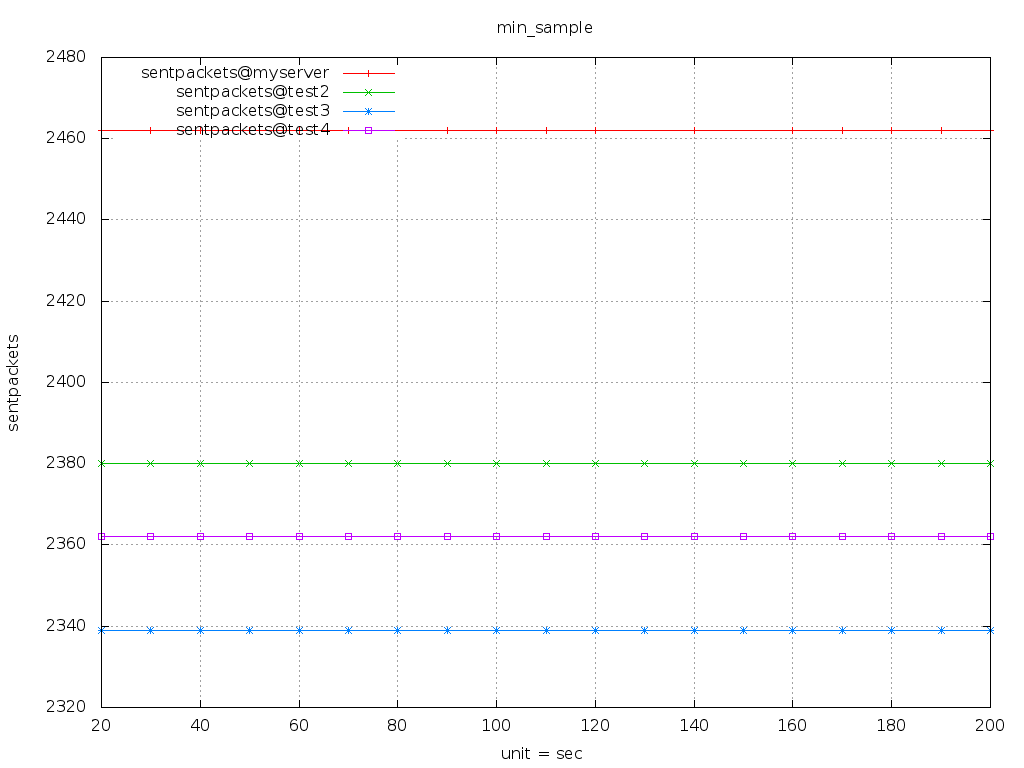 min_sample
2480
sentpackets@myserver
sentpackets@test2
sentpackets@test3
sentpackets@test4
2460
2440
2420
2400
2380
2360
2340
2320
sentpackets
20 40 60 80 100 120 140 160 180 200
unit = sec